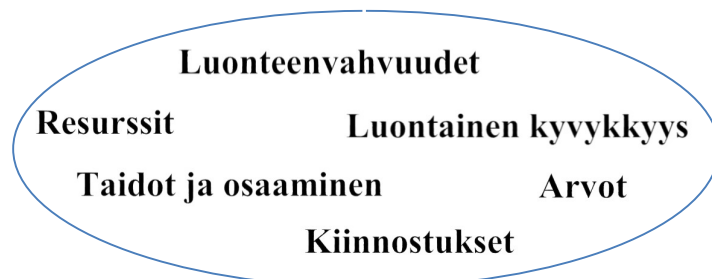 Luonteenvahvuudet
Resurssit
Luontainen kyvykkyys
Taidot ja osaaminen
Arvot
Kiinnostukset